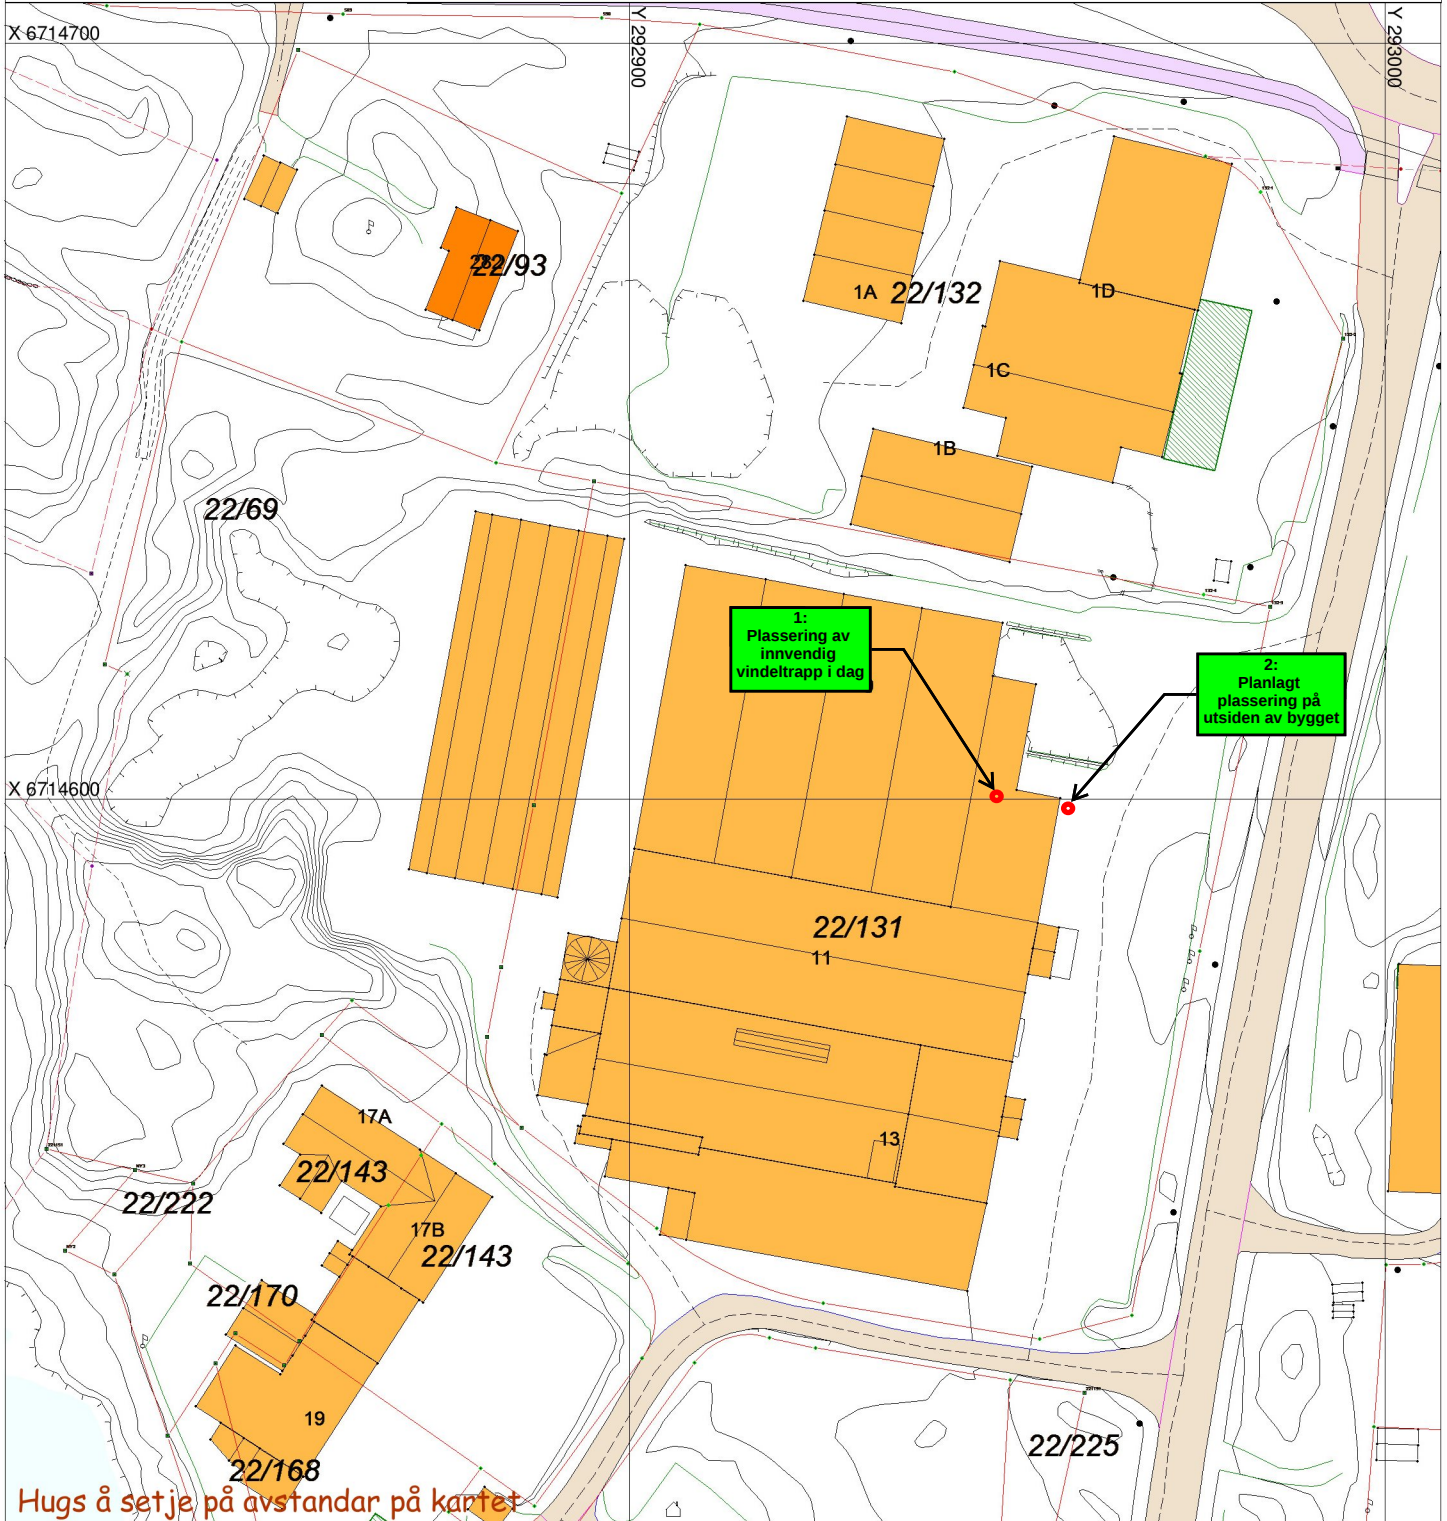 X 6714700
Y 292900
Y 293000
22/93
1A
22/132
1D
1C
1B
22/69
1:
Plassering av
innvendig
vindeltrapp i dag
2:
Planlagt
plassering på
utsiden av bygget
X 6714600
22/131
11
13
17A
22/143
22/222
17B
22/143
22/170
19
22/168
22/225
Hugs å setje på avstandar på kartet